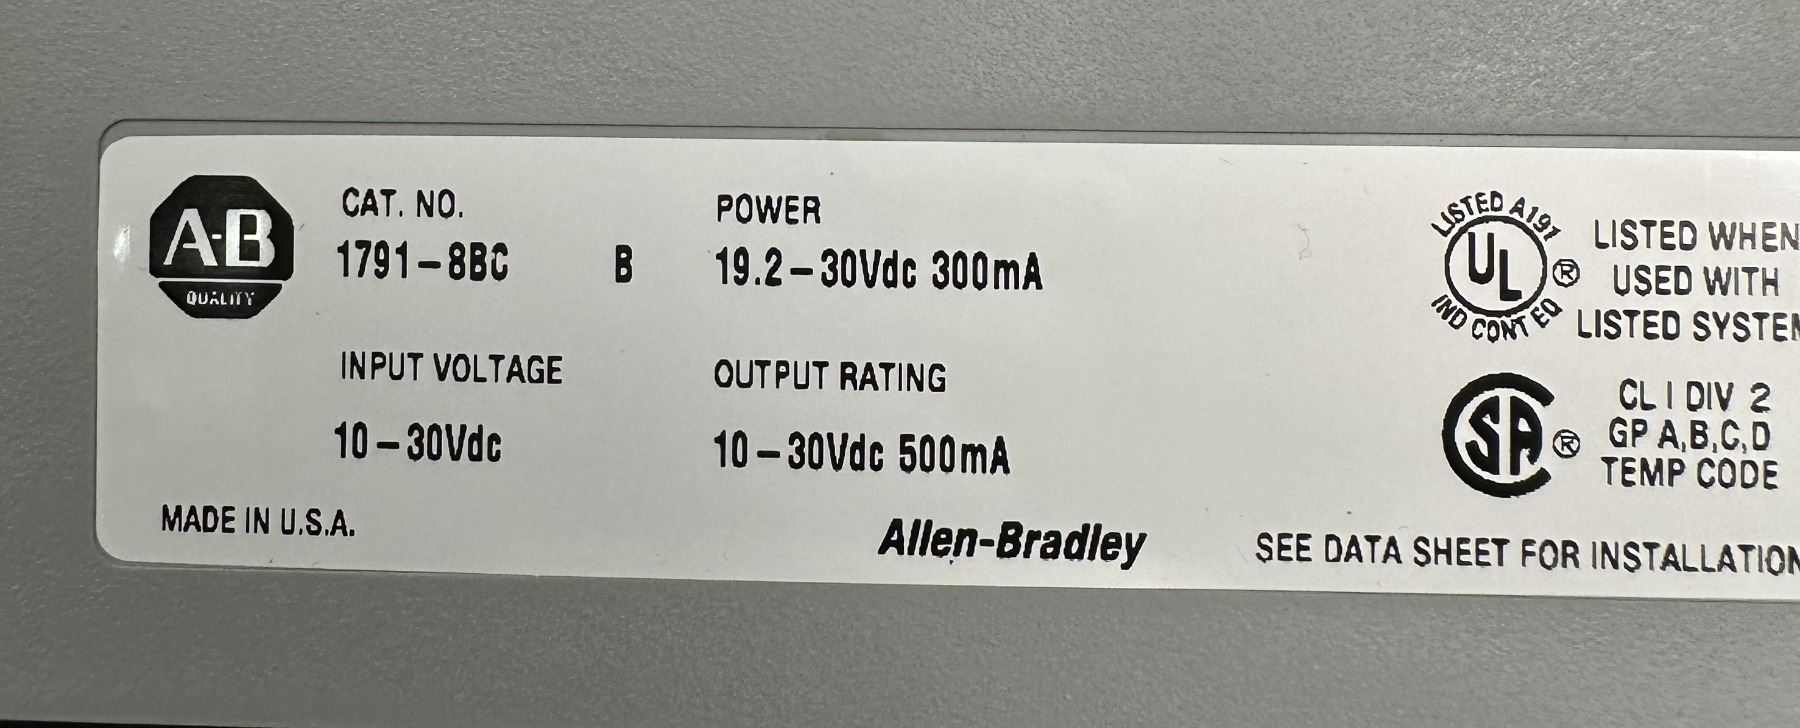 A-B
QUALITY
CAT. NO.
1791-8BC B
POWER
19.2-30Vdc 300mA
INPUT VOLTAGE
10-30Vdc
OUTPUT RATING
10-30Vdc 500mA
MADE IN U.S.A.
Allen-Bradley
LISTED A191
UL ®
IND CONT EQ
LISTED WHEN
USED WITH
LISTED SYSTEM
SA ®
CL I DIV 2
GP A,B,C,D
TEMP CODE
SEE DATA SHEET FOR INSTALLATION